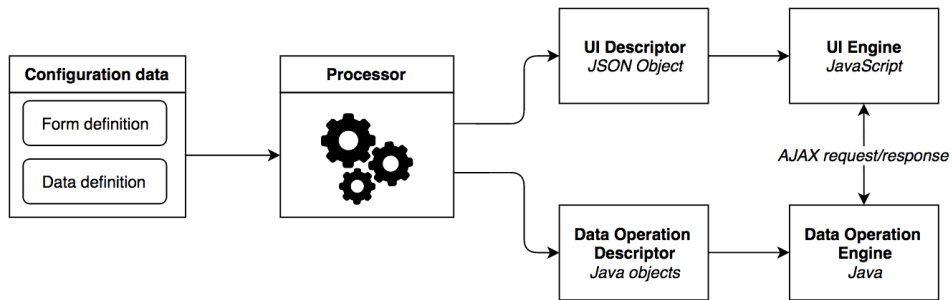 Configuration data
Form definition
Data definition
Processor
UI Descriptor
JSON Object
UI Engine
JavaScript
AJAX request/response
Data Operation
Descriptor
Java objects
Data Operation
Engine
Java